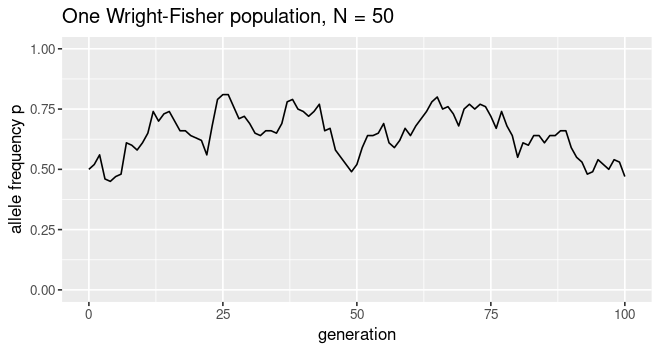 One Wright-Fisher population, N = 50
allele frequency p
1.00
0.75
0.50
0.25
0.00
0 25 50 75 100
generation